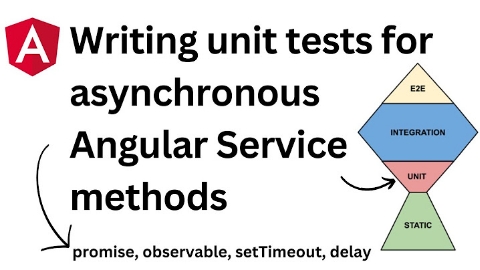 A
Writing unit tests for
asynchronous
Angular Service
methods
promise, observable, setTimeout, delay
E2E
INTEGRATION
UNIT
STATIC